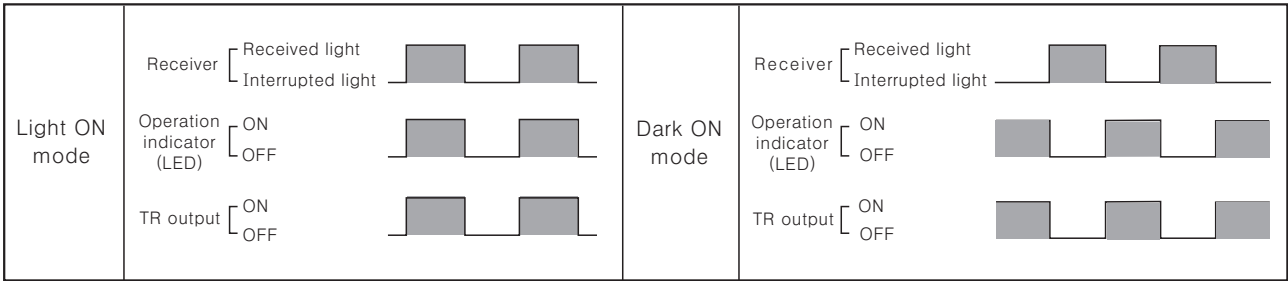 Light ON
mode
Receiver
Received light
Interrupted light
Operation
indicator
(LED)
ON
OFF
TR output
ON
OFF
Dark ON
mode
Receiver
Received light
Interrupted light
Operation
indicator
(LED)
ON
OFF
TR output
ON
OFF